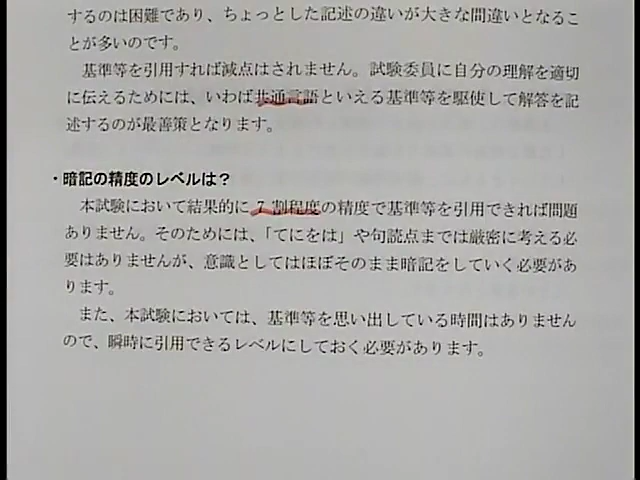 するのは困難であり、ちょっとした記述の違いが大きな間違いとなるこ
とが多いのです。
基準等を引用すれば減点はされません。試験委員に自分の理解を適切
に伝えるためには、いわば共通言語といえる基準等を駆使して解答を記
述するのが最善策となります。
・暗記の精度のレベルは？
本試験において結果的に７割程度の精度で基準等を引用できれば問題
ありません。そのためには、「てにをは」や句読点までは厳密に考える必
要はありませんが、意識としてはほぼそのまま暗記をしていく必要があ
ります。
また、本試験においては、基準等を思い出している時間はありません
ので、瞬時に引用できるレベルにしておく必要があります。